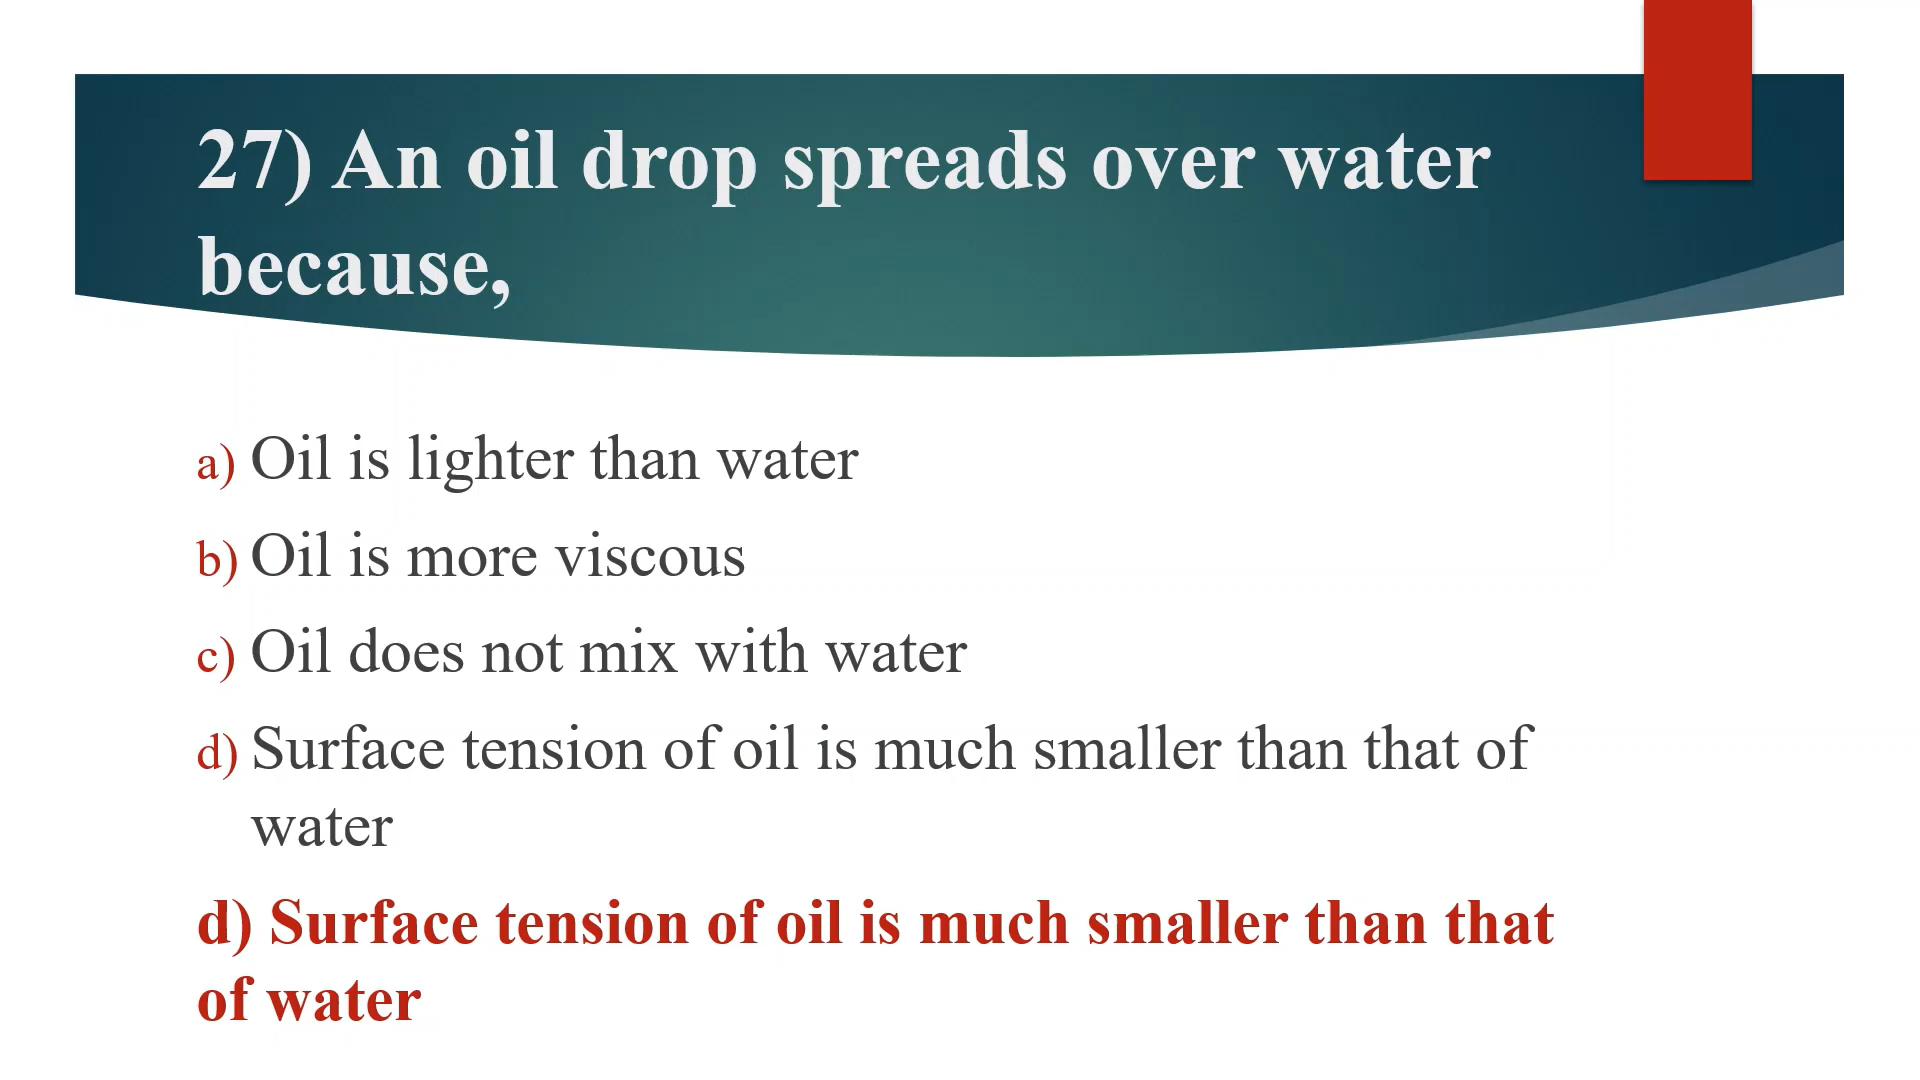 27) An oil drop spreads over water
because,
a) Oil is lighter than water
b) Oil is more viscous
c) Oil does not mix with water
d) Surface tension of oil is much smaller than that of
water
d) Surface tension of oil is much smaller than that
of water